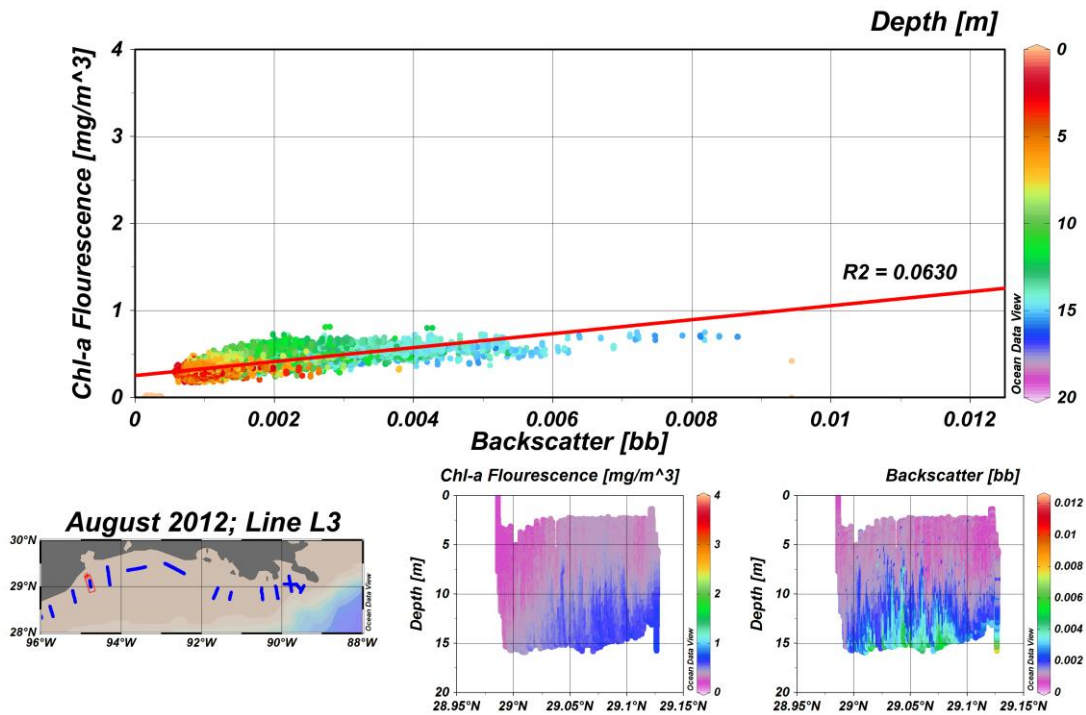 Depth [m]
Chl-a Flourescence [mg/m^3]
4
3
2
1
0
0
5
10
15
20
R2 = 0.0630
Ocean Data View
0 0.002 0.004 0.006 0.008 0.01 0.012
Backscatter [bb]
August 2012; Line L3
30°N
29°N
28°N
96°W 94°W 92°W 90°W 88°W
Ocean Data View
Chl-a Flourescence [mg/m^3]
Depth [m]
0
5
10
15
20
28.95°N 29°N 29.05°N 29.1°N 29.15°N
4
3
2
1
0
Ocean Data View
Backscatter [bb]
Depth [m]
0
5
10
15
20
28.95°N 29°N 29.05°N 29.1°N 29.15°N
0.012
0.01
0.008
0.006
0.004
0.002
0
Ocean Data View